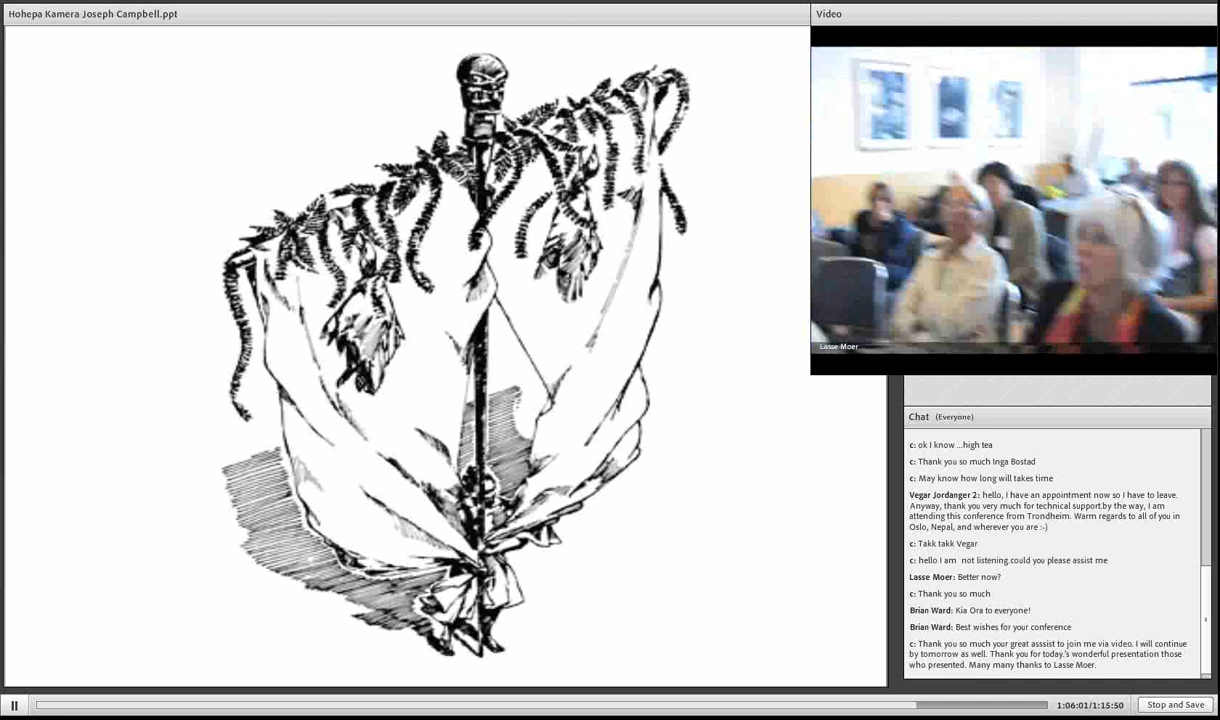 Hohepa Kamera Joseph Campbell.ppt
Video
Lasse Moer
Chat (Everyone)
c: ok I know ...high tea
c: Thank you so much Inga Bostad
c: May know how long will takes time
Vegar Jordanger 2: hello, I have an appointment now so I have to leave.
Anyway, thank you very much for technical support.by the way, I am
attending this conference from Trondheim. Warm regards to all of you in
Oslo, Nepal, and wherever you are :-)
c: Takk takk Vegar
c: hello I am  not listening.could you please assist me
Lasse Moer: Better now?
c: Thank you so much
Brian Ward: Kia Ora to everyone!
Brian Ward: Best wishes for your conference
c: Thank you so much your great asssist to join me via video. I will continue
by tomorrow as well. Thank you for today.'s wonderful presentation those
who presented. Many many thanks to Lasse Moer.
1:06:01/1:15:50
Stop and Save